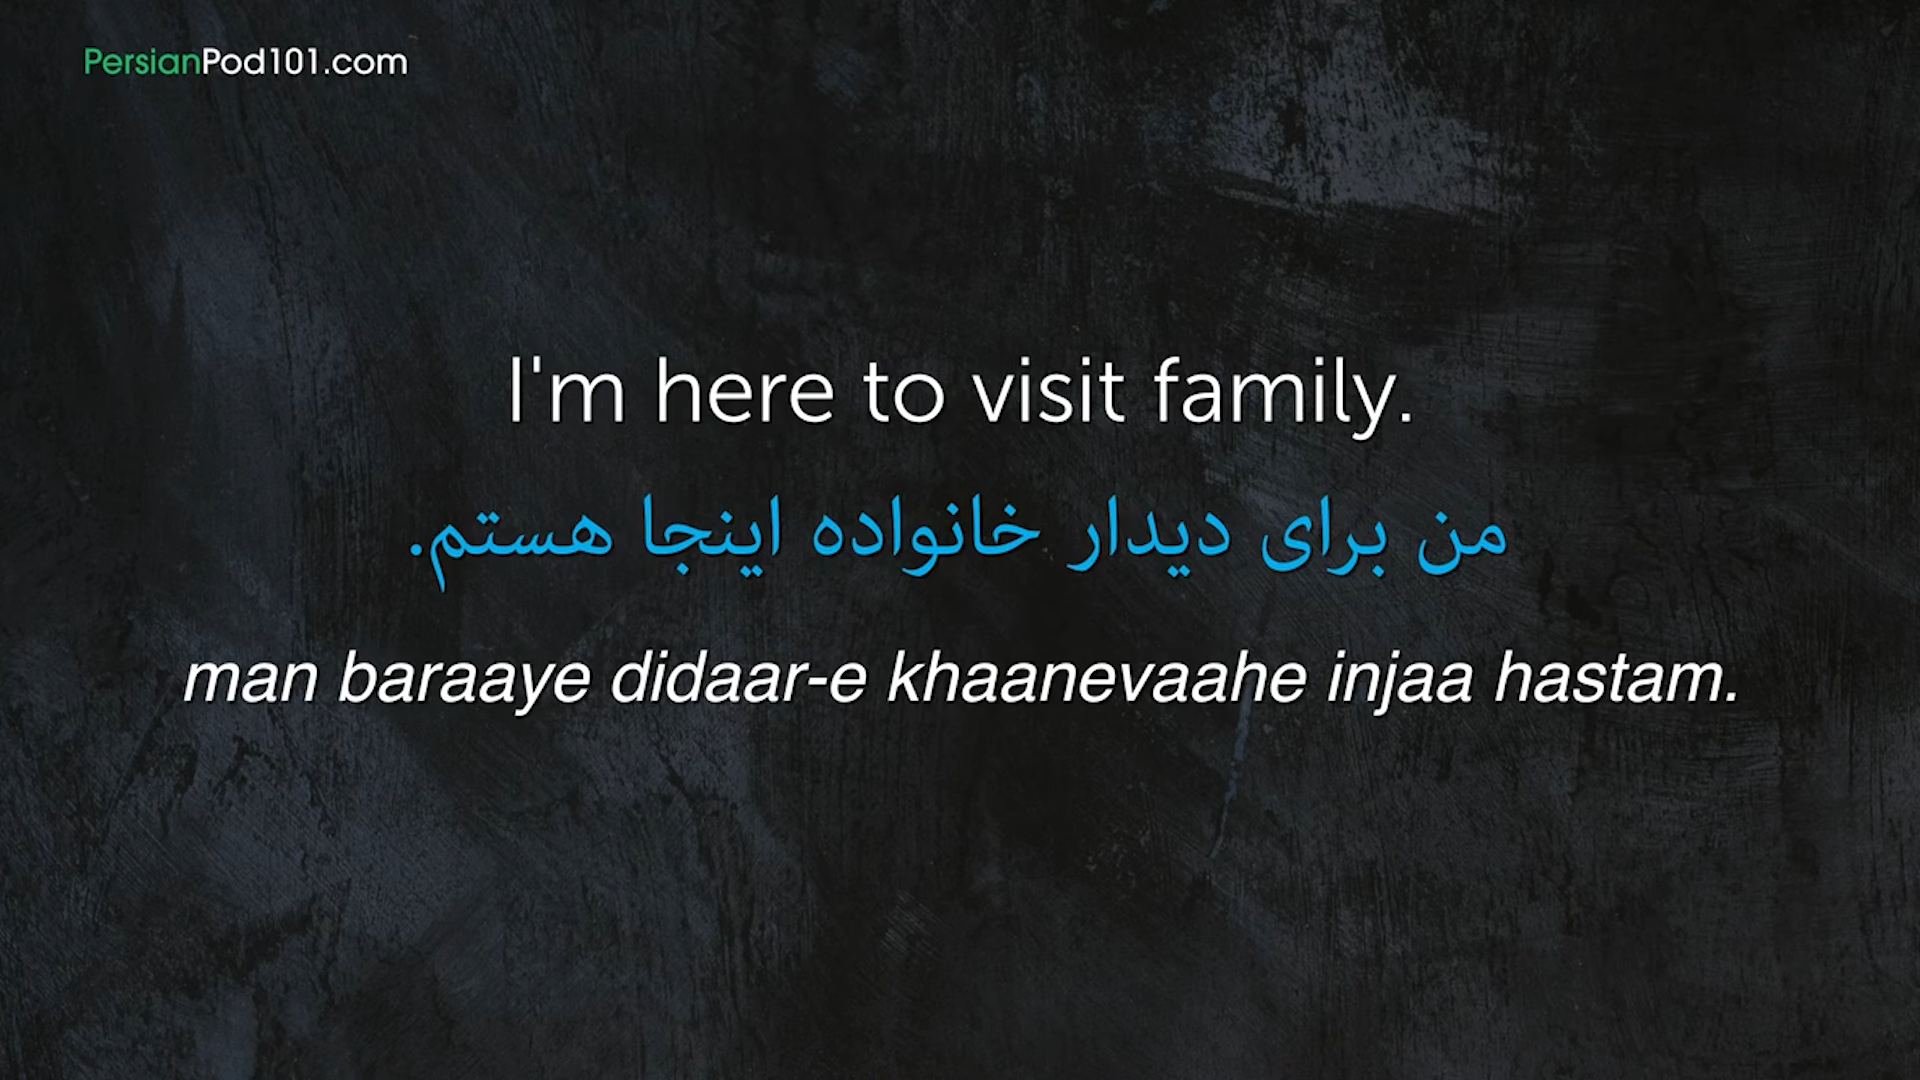 PersianPod101.com
I'm here to visit family.
من برای دیدار خانواده اینجا هستم.
man baraaye didaar-e khaanevaahe injaa hastam.